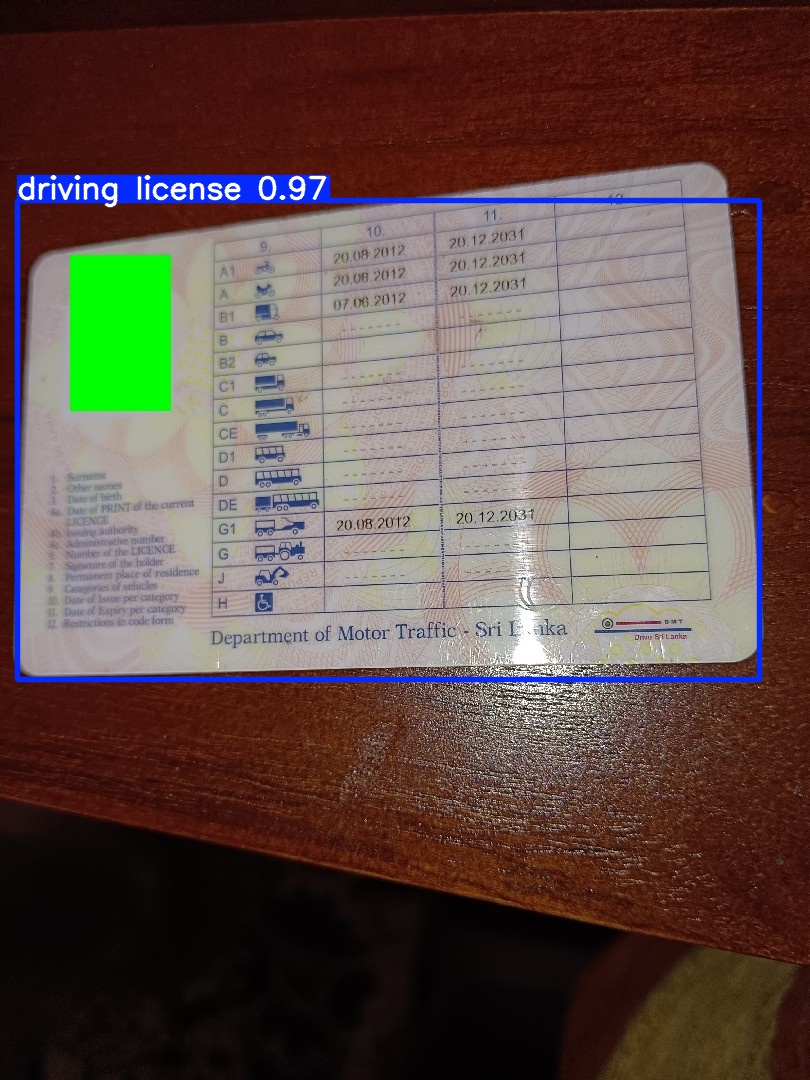 driving license 0.97
9. 10. 11. 12.
A1 20.08.2012 20.12.2031
A 20.08.2012 20.12.2031
B1 07.06.2012 20.12.2031
B
B2
C1
C
CE
D1
D
DE
G1 20.08.2012 20.12.2031
G
J
H
1. Surname
2. Other names
3. Date of birth
4a. Date of PRINT of the current
LICENCE
4b. Issuing authority
4c. Administrative number
5. Number of the LICENCE
7. Signature of the holder
8. Permanent place of residence
9. Categories of vehicles
10. Date of Issue per category
11. Date of Expiry per category
12. Restrictions in code form
Department of Motor Traffic - Sri Lanka
DMT
Drive Sri Lanka